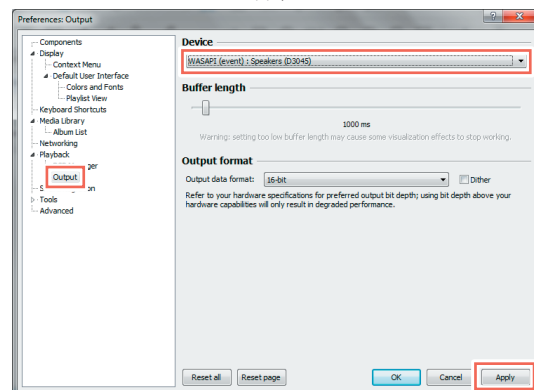 Preferences: Output
Components
Display
Context Menu
Default User Interface
Colors and Fonts
Playlist View
Keyboard Shortcuts
Media Library
Album List
Networking
Playback
ger
Output
S on
Tools
Advanced
Device
WASAPI (event) : Speakers (D3045)
Buffer length
1000 ms
Warning: setting too low buffer length may cause some visualization effects to stop working.
Output format
Output data format: 16-bit Dither
Refer to your hardware specifications for preferred output bit depth; using bit depth above your
hardware capabilities will only result in degraded performance.
Reset all Reset page OK Cancel Apply